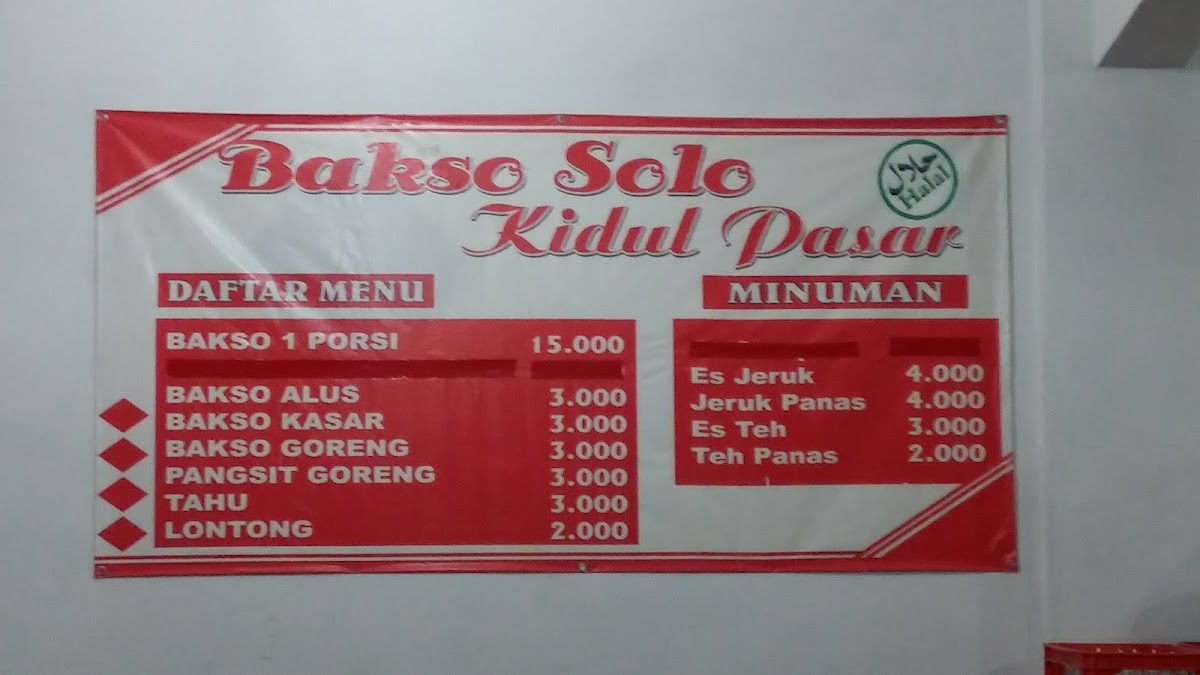 Bakso Solo
Kidul Pasar
حلال
Halal
DAFTAR MENU
BAKSO 1 PORSI 15.000
BAKSO ALUS 3.000
BAKSO KASAR 3.000
BAKSO GORENG 3.000
PANGSIT GORENG 3.000
TAHU 3.000
LONTONG 2.000
MINUMAN
Es Jeruk 4.000
Jeruk Panas 4.000
Es Teh 3.000
Teh Panas 2.000